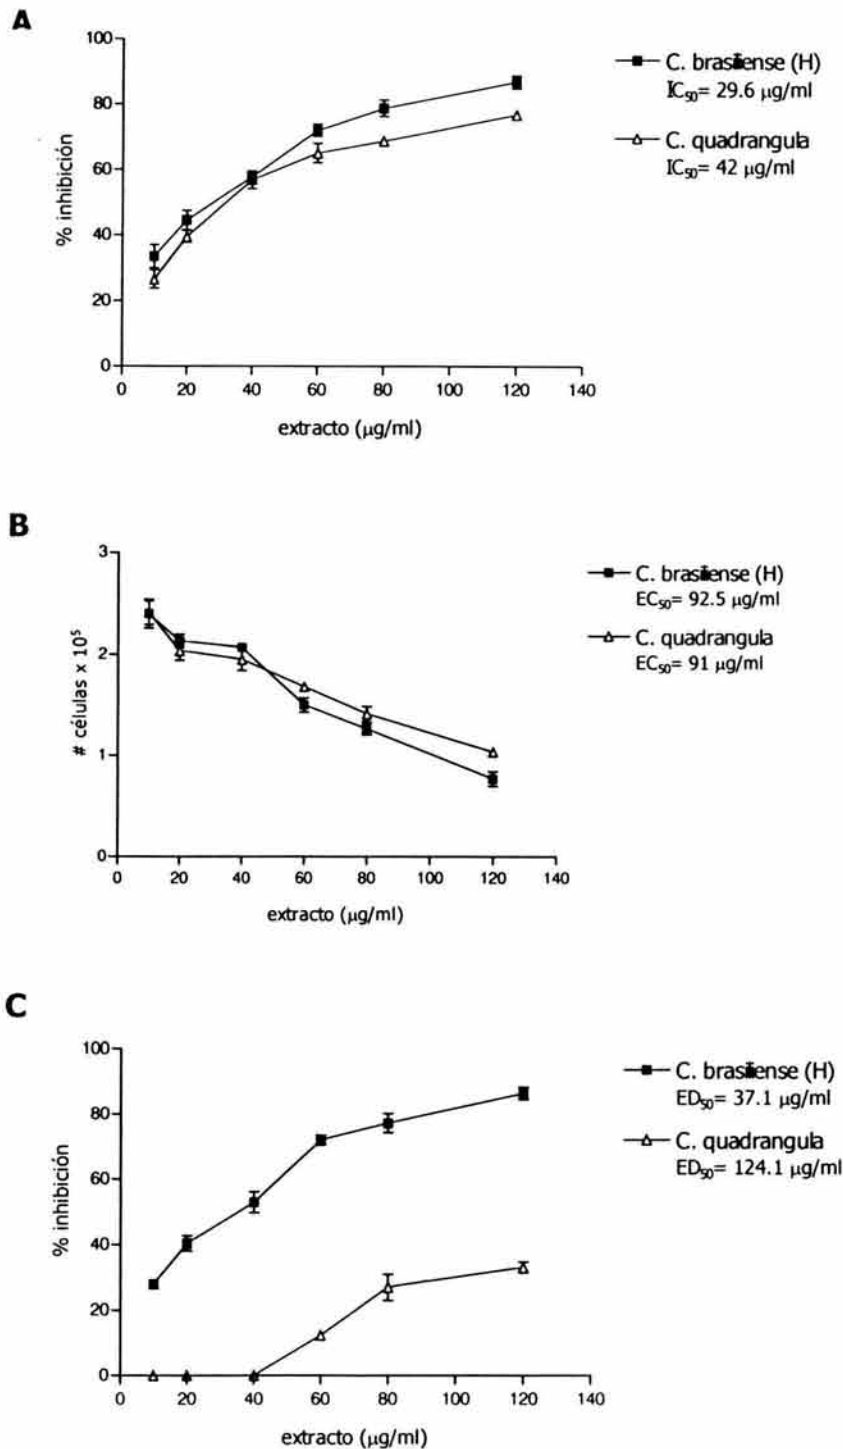 A
100
80
60
40
20
0
% inhibición
0 20 40 60 80 100 120 140
extracto (µg/ml)
C. brasiliense (H)
IC₅₀= 29.6 µg/ml
C. quadrangula
IC₅₀= 42 µg/ml
B
3
2
1
0
# células x 10⁵
0 20 40 60 80 100 120 140
extracto (µg/ml)
C. brasiliense (H)
EC₅₀= 92.5 µg/ml
C. quadrangula
EC₅₀= 91 µg/ml
C
100
80
60
40
20
0
% inhibición
0 20 40 60 80 100 120 140
extracto (µg/ml)
C. brasiliense (H)
ED₅₀= 37.1 µg/ml
C. quadrangula
ED₅₀= 124.1 µg/ml